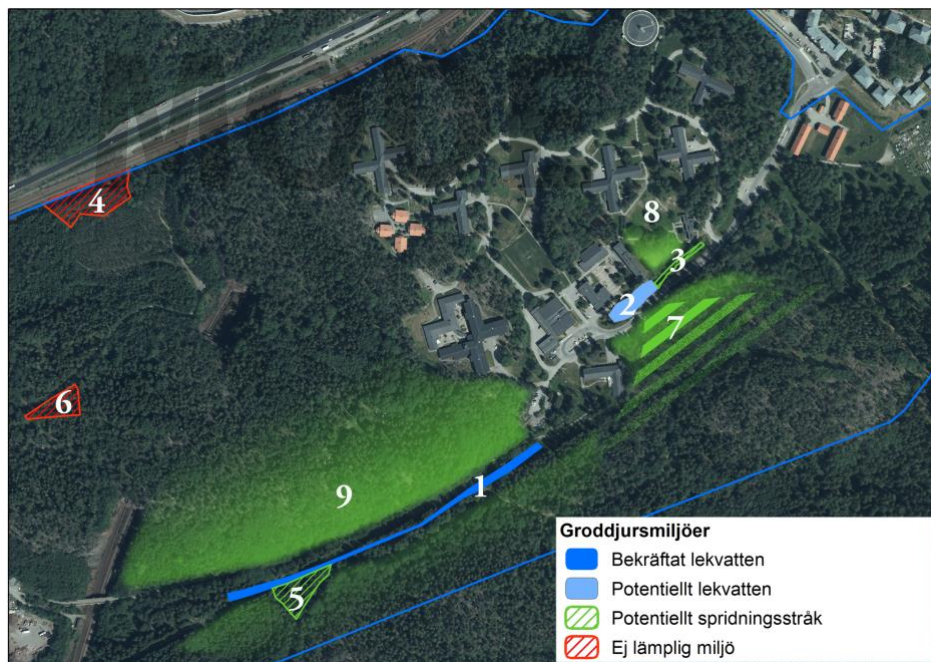 4
8
3
2
7
6
9
1
5
Groddjursmiljöer
Bekräftat lekvatten
Potentiellt lekvatten
Potentiellt spridningsstråk
Ej lämplig miljö